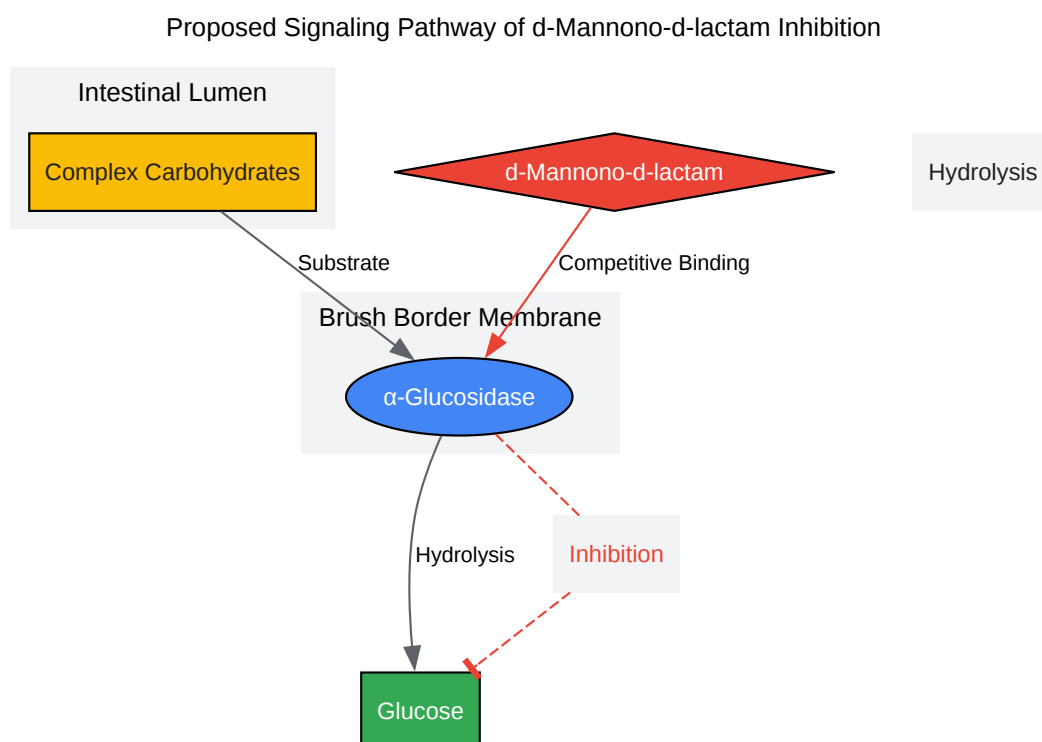 Proposed Signaling Pathway of d-Mannono-d-lactam Inhibition
Intestinal Lumen
Complex Carbohydrates
d-Mannono-d-lactam
Hydrolysis
Substrate
Competitive Binding
Brush Border Membrane
α-Glucosidase
Hydrolysis
Inhibition
Glucose